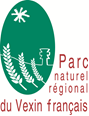 Parc
naturel
régional
du Vexin français